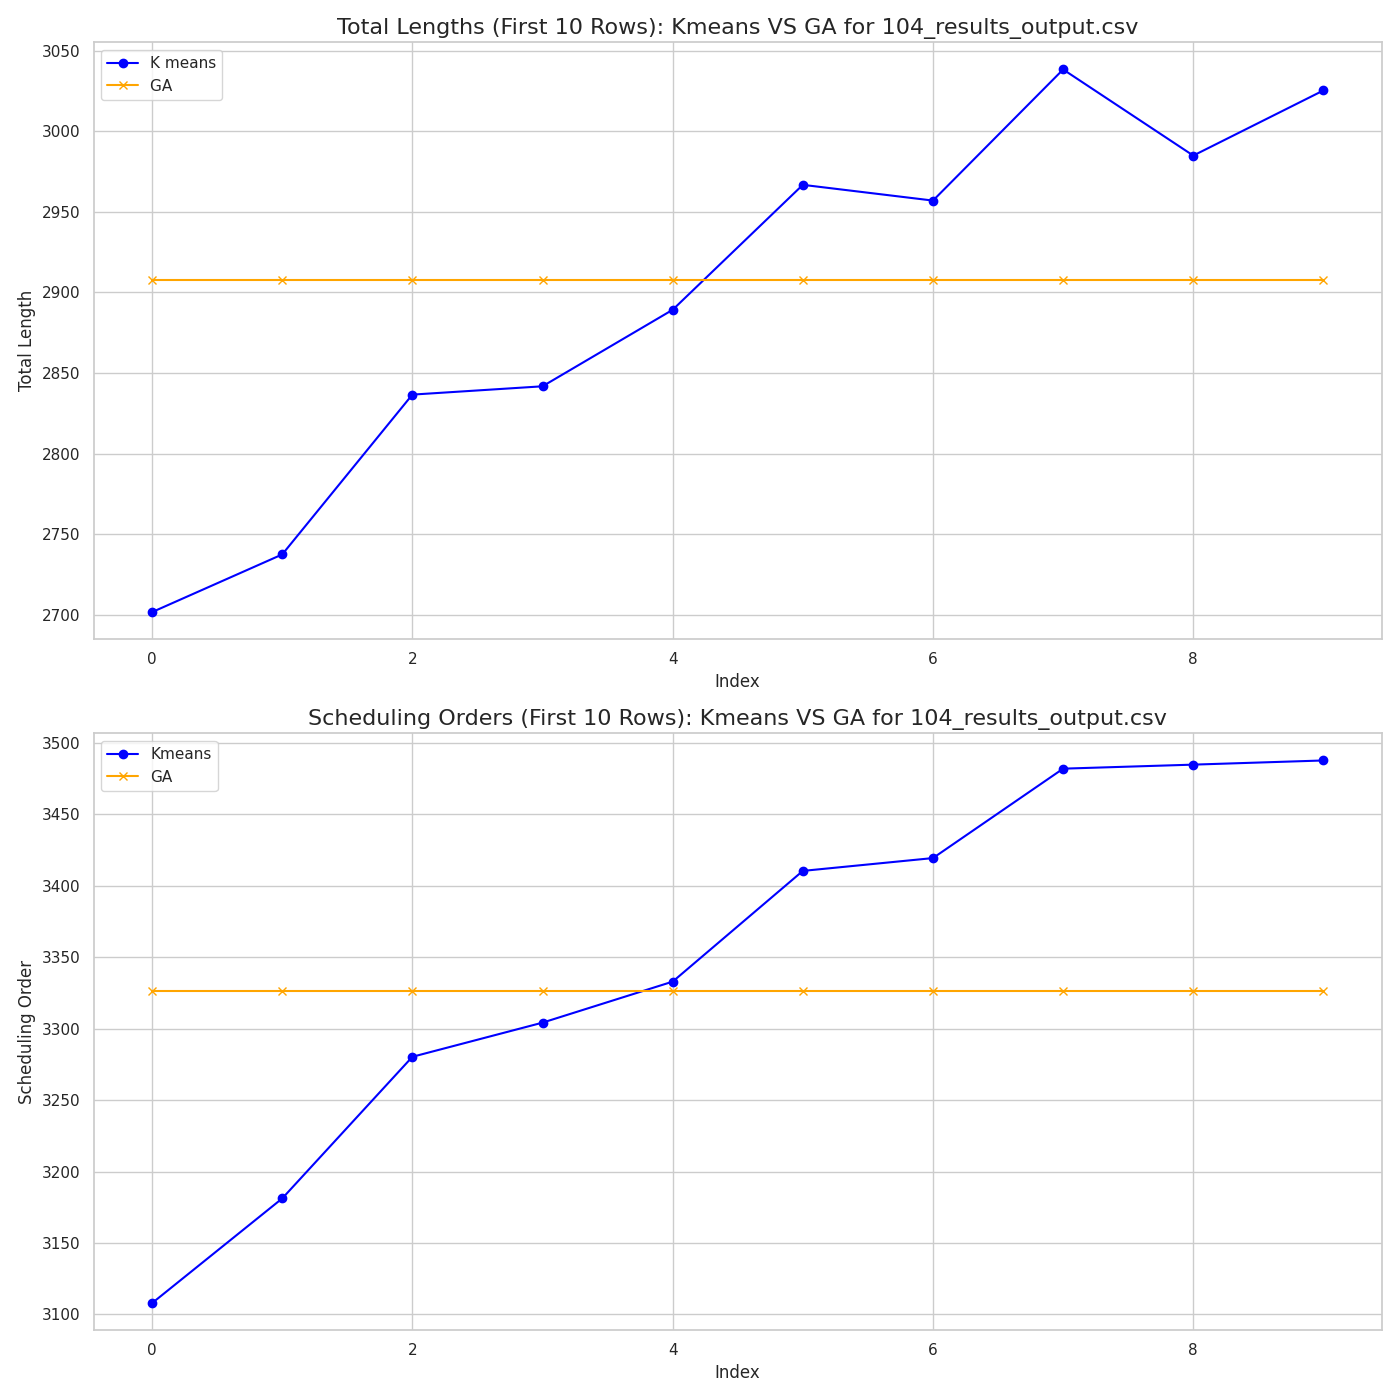 Total Lengths (First 10 Rows): Kmeans VS GA for 104_results_output.csv
K means
GA
3050
3000
2950
2900
2850
2800
2750
2700
Total Length
0 2 4 6 8
Index
Scheduling Orders (First 10 Rows): Kmeans VS GA for 104_results_output.csv
Kmeans
GA
3500
3450
3400
3350
3300
3250
3200
3150
3100
Scheduling Order
0 2 4 6 8
Index